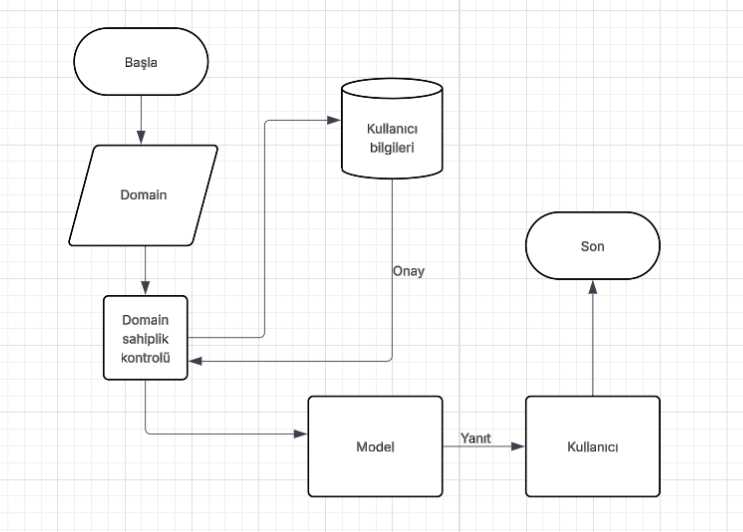 Başla
Domain
Domain
sahiplik
kontrolü
Kullanıcı
bilgileri
Onay
Model
Yanıt
Kullanıcı
Son